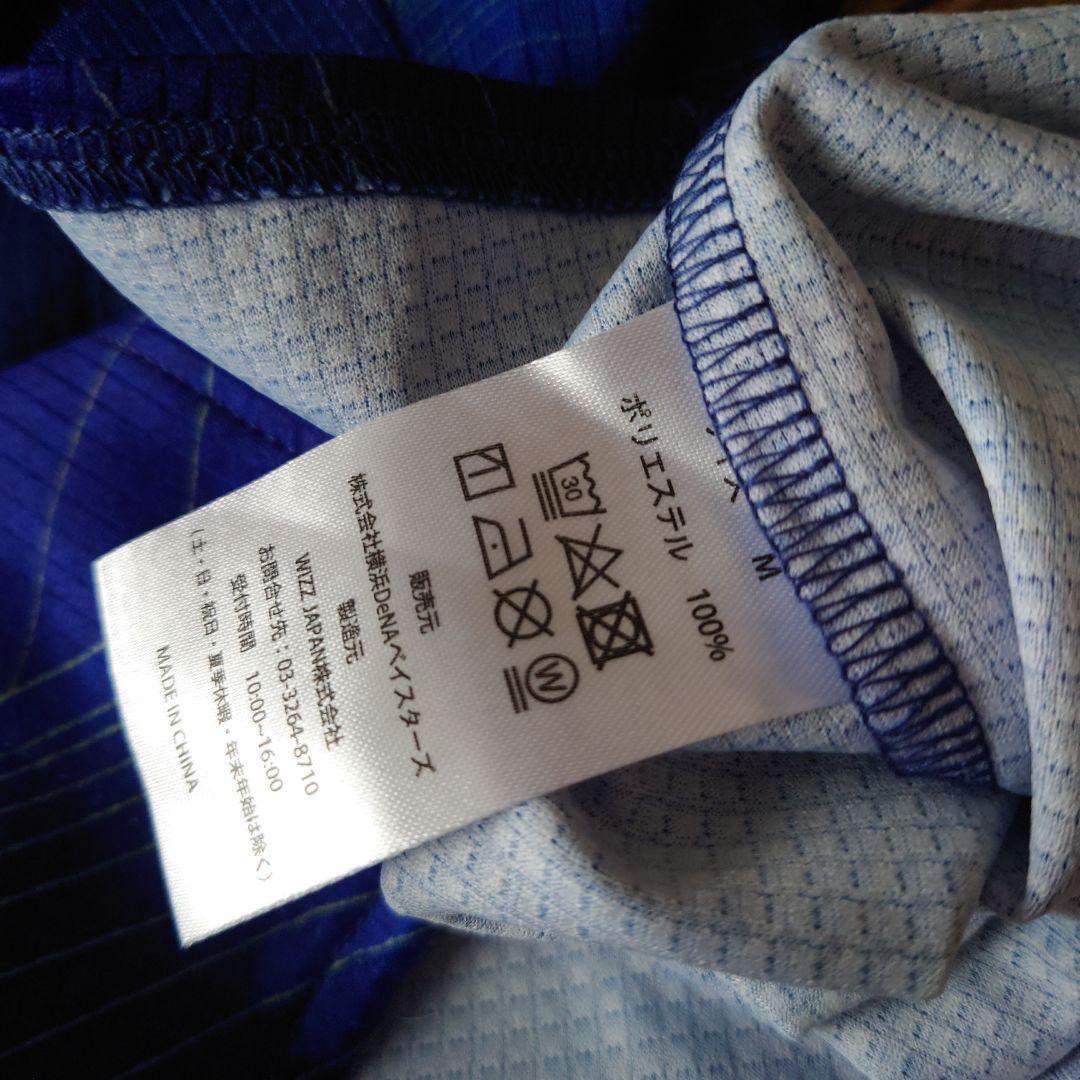 M
ポリエステル 100%
30
W
販売元
株式会社横浜DeNAベイスターズ
製造元
WIZZ JAPAN株式会社
お問合せ先：03-3264-8710
受付時間 10:00~16:00
（土・日・祝日・夏季休暇・年末年始は除く）
MADE IN CHINA